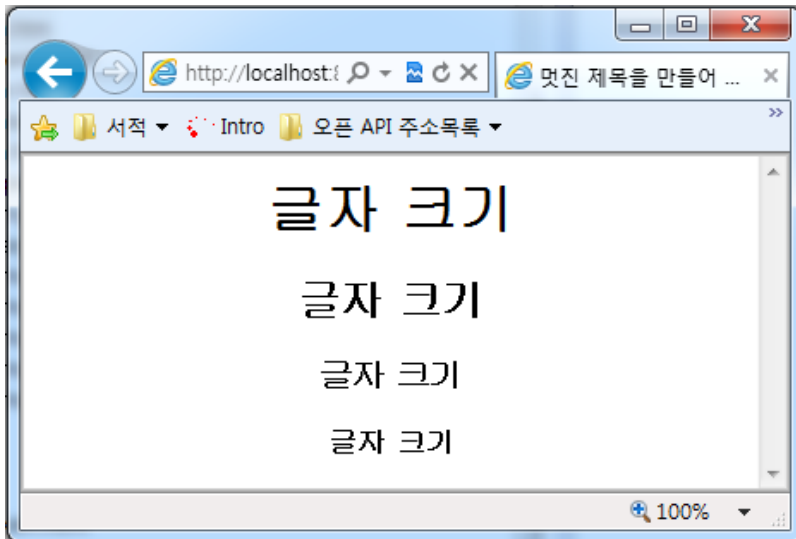 http://localhost:8
멋진 제목을 만들어 ...
서적
Intro
오픈 API 주소목록
글자 크기
글자 크기
글자 크기
글자 크기
100%